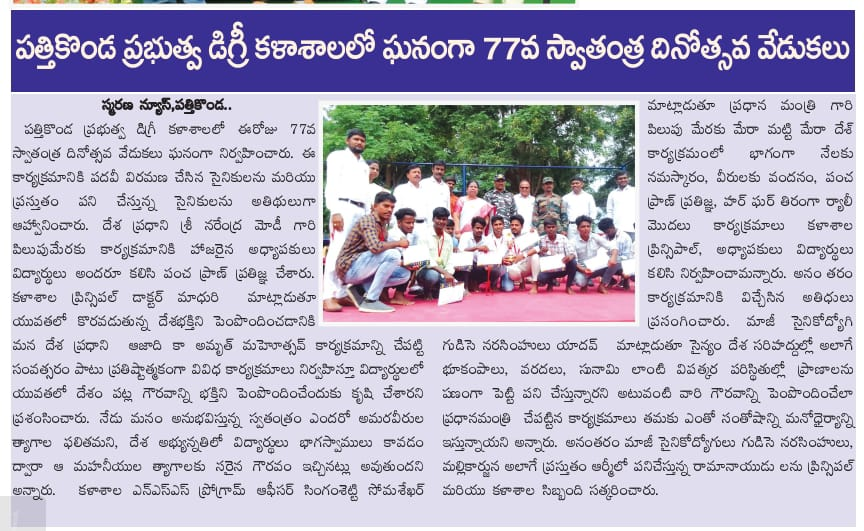 పత్తికొండ ప్రభుత్వ డిగ్రీ కళాశాలలో ఘనంగా 77వ స్వాతంత్ర దినోత్సవ వేడుకలు
స్మరణ న్యూస్,పత్తికొండ..
పత్తికొండ ప్రభుత్వ డిగ్రీ కళాశాలలో ఈరోజు 77వ
స్వాతంత్ర దినోత్సవ వేడుకలు ఘనంగా నిర్వహించారు. ఈ
కార్యక్రమానికి పదవీ విరమణ చేసిన సైనికులను మరియు
ప్రస్తుతం పని చేస్తున్న సైనికులను అతిథులుగా
ఆహ్వానించారు. దేశ ప్రధాని శ్రీ నరేంద్ర మోడీ గారి
పిలుపుమేరకు కార్యక్రమానికి హాజరైన అధ్యాపకులు
విద్యార్థులు అందరూ కలిసి పంచ ప్రాణ్ ప్రతిజ్ఞ చేశారు.
కళాశాల ప్రిన్సిపల్ డాక్టర్ మాధురి మాట్లాడుతూ
యువతలో కొరవడుతున్న దేశభక్తిని పెంపొందించడానికి
మన దేశ ప్రధాని ఆజాది కా అమృత్ మహెూత్సవ్ కార్యక్రమాన్ని చేపట్టి
సంవత్సరం పాటు ప్రతిష్టాత్మకంగా వివిధ కార్యక్రమాలు నిర్వహిస్తూ విద్యార్థులలో
యువతలో దేశం పట్ల గౌరవాన్ని భక్తిని పెంపొందించేందుకు కృషి చేశారని
ప్రశంసించారు. నేడు మనం అనుభవిస్తున్న స్వతంత్రం ఎందరో అమరవీరుల
త్యాగాల ఫలితమని, దేశ అభ్యున్నతిలో విద్యార్థులు భాగస్వాములు కావడం
ద్వారా ఆ మహనీయుల త్యాగాలకు సరైన గౌరవం ఇచ్చినట్లు అవుతుందని
అన్నారు. కళాశాల ఎన్ఎస్ఎస్ ప్రోగ్రామ్ ఆఫీసర్ సింగంశెట్టి సోమశేఖర్
మాట్లాడుతూ ప్రధాన మంత్రి గారి
పిలుపు మేరకు మేరా మట్టి మేరా దేశ్
కార్యక్రమంలో భాగంగా నేలకు
నమస్కారం, వీరులకు వందనం, పంచ
ప్రాణ్ ప్రతిజ్ఞ, హర్ ఘర్ తిరంగా ర్యాలీ
మొదలు కార్యక్రమాలు కళాశాల
ప్రిన్సిపాల్, అధ్యాపకులు విద్యార్థులు
కలిసి నిర్వహించామన్నారు. అనం తరం
కార్యక్రమానికి విచ్చేసిన అతిధులు
ప్రసంగించారు. మాజీ సైనికోద్యోగి
గుడిసె నరసింహులు యాదవ్ మాట్లాడుతూ సైన్యం దేశ సరిహద్దుల్లో అలాగే
భూకంపాలు, వరదలు, సునామి లాంటి విపత్కర పరిస్థితుల్లో ప్రాణాలను
పణంగా పెట్టి పని చేస్తున్నారని అటువంటి వారి గౌరవాన్ని పెంపొందించేలా
ప్రధానమంత్రి చేపట్టిన కార్యక్రమాలు తమకు ఎంతో సంతోషాన్ని మనోధైర్యాన్ని
ఇస్తున్నాయని అన్నారు. అనంతరం మాజీ సైనికోద్యోగులు గుడిసె నరసింహులు,
మల్లికార్జున అలాగే ప్రస్తుతం ఆర్మీలో పనిచేస్తున్న రామానాయుడు లను ప్రిన్సిపల్
మరియు కళాశాల సిబ్బంది సత్కరించారు.